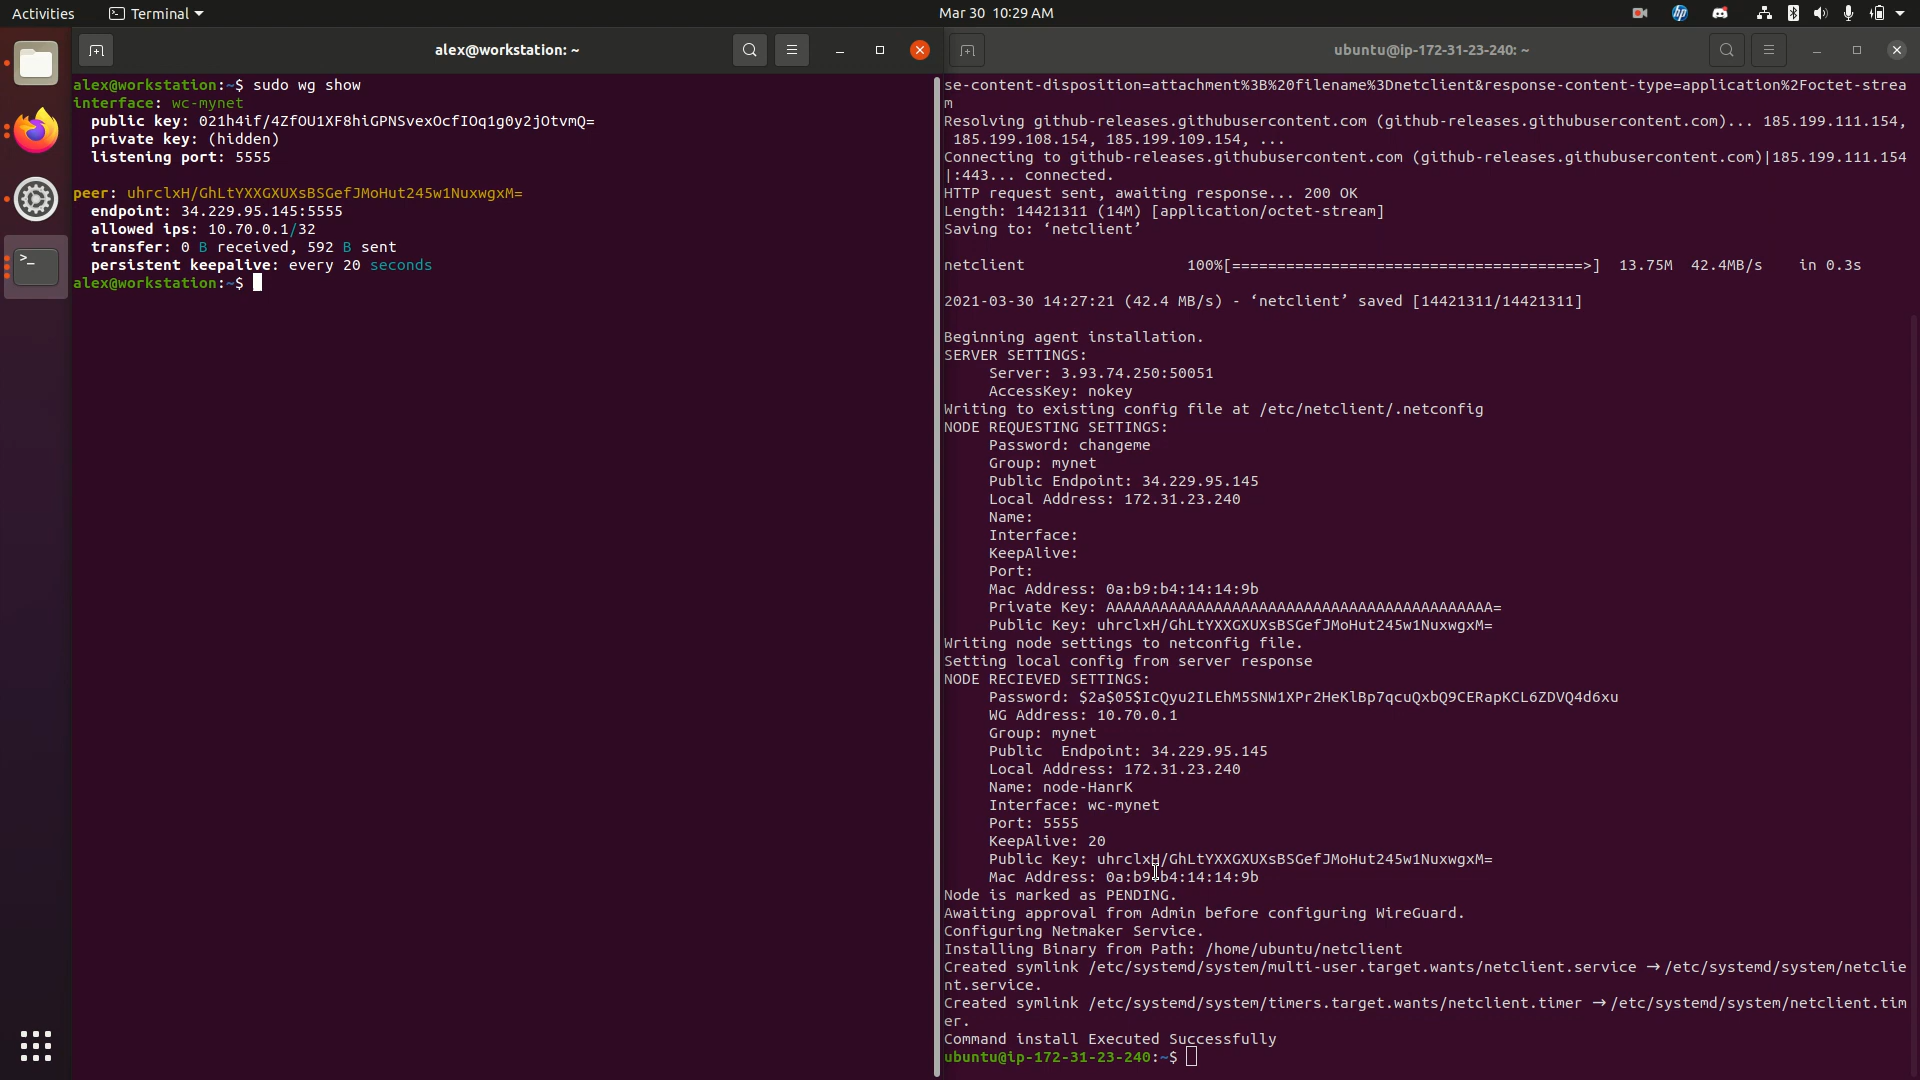 Activities
Terminal
Mar 30 10:29 AM
alex@workstation: ~
alex@workstation:~$ sudo wg show
interface: wc-mynet
public key: 021h4if/4ZfOU1XF8hiGPNSvexOcfIOq1g0y2jOtvmQ=
private key: (hidden)
listening port: 5555
peer: uhrclxH/GhLtYXXGXUXsBSGefJMoHut245w1NuxwgxM=
endpoint: 34.229.95.145:5555
allowed ips: 10.70.0.1/32
transfer: 0 B received, 592 B sent
persistent keepalive: every 20 seconds
alex@workstation:~$
ubuntu@ip-172-31-23-240: ~
se-content-disposition=attachment%3B%20filename%3Dnetclient&response-content-type=application%2Foctet-strea
m
Resolving github-releases.githubusercontent.com (github-releases.githubusercontent.com)... 185.199.111.154,
185.199.108.154, 185.199.109.154, ...
Connecting to github-releases.githubusercontent.com (github-releases.githubusercontent.com)|185.199.111.154
|:443... connected.
HTTP request sent, awaiting response... 200 OK
Length: 14421311 (14M) [application/octet-stream]
Saving to: ‘netclient’
netclient 100%[=======================================>] 13.75M 42.4MB/s in 0.3s
2021-03-30 14:27:21 (42.4 MB/s) - ‘netclient’ saved [14421311/14421311]
Beginning agent installation.
SERVER SETTINGS:
Server: 3.93.74.250:50051
AccessKey: nokey
Writing to existing config file at /etc/netclient/.netconfig
NODE REQUESTING SETTINGS:
Password: changeme
Group: mynet
Public Endpoint: 34.229.95.145
Local Address: 172.31.23.240
Name:
Interface:
KeepAlive:
Port:
Mac Address: 0a:b9:b4:14:14:9b
Private Key: AAAAAAAAAAAAAAAAAAAAAAAAAAAAAAAAAAAAAAAAAAA=
Public Key: uhrclxH/GhLtYXXGXUXsBSGefJMoHut245w1NuxwgxM=
Writing node settings to netconfig file.
Setting local config from server response
NODE RECIEVED SETTINGS:
Password: $2a$05$IcQyu2ILEhM5SNW1XPr2HeKlBp7qcuQxbQ9CERapKCL6ZDVQ4d6xu
WG Address: 10.70.0.1
Group: mynet
Public  Endpoint: 34.229.95.145
Local Address: 172.31.23.240
Name: node-HanrK
Interface: wc-mynet
Port: 5555
KeepAlive: 20
Public Key: uhrclxH/GhLtYXXGXUXsBSGefJMoHut245w1NuxwgxM=
Mac Address: 0a:b9:b4:14:14:9b
Node is marked as PENDING.
Awaiting approval from Admin before configuring WireGuard.
Configuring Netmaker Service.
Installing Binary from Path: /home/ubuntu/netclient
Created symlink /etc/systemd/system/multi-user.target.wants/netclient.service → /etc/systemd/system/netclie
nt.service.
Created symlink /etc/systemd/system/timers.target.wants/netclient.timer → /etc/systemd/system/netclient.tim
er.
Command install Executed Successfully
ubuntu@ip-172-31-23-240:~$